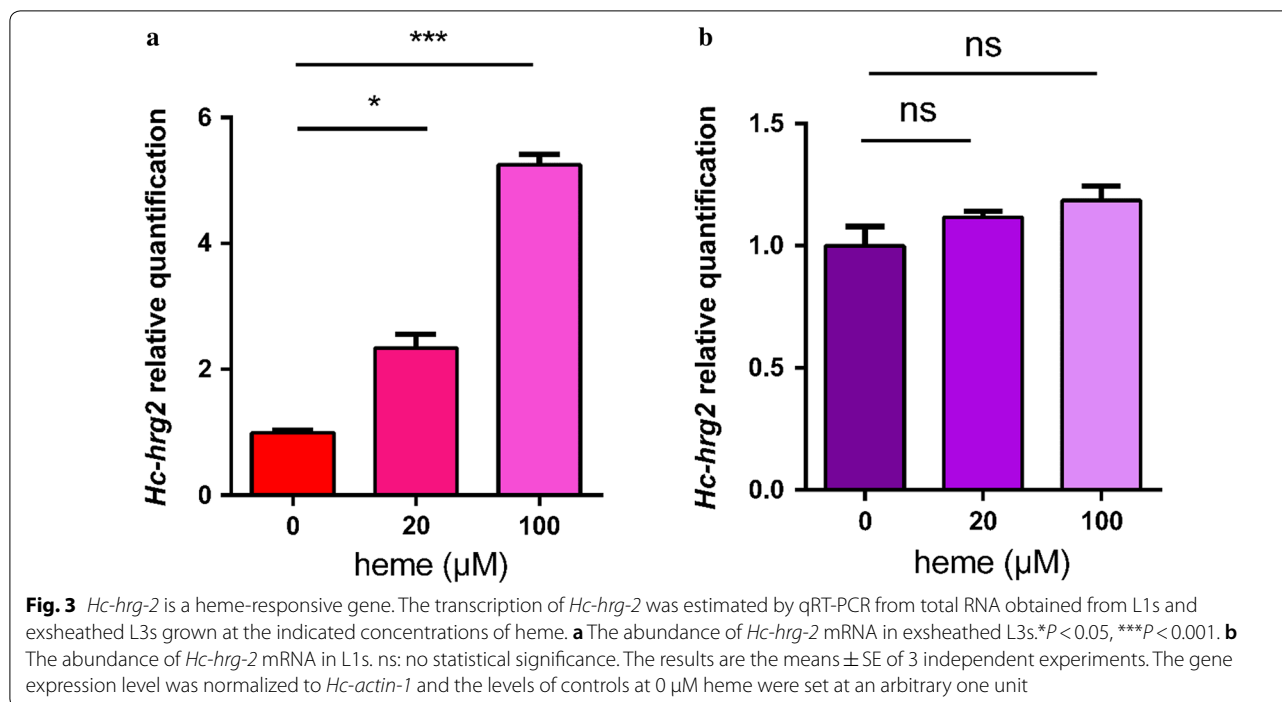 a
***
*
Hc-hrg2 relative quantification
6
4
2
0
0 20 100
heme (µM)
b
ns
ns
Hc-hrg2 relative quantification
1.5
1.0
0.5
0.0
0 20 100
heme (µM)
Fig. 3 Hc-hrg-2 is a heme-responsive gene. The transcription of Hc-hrg-2 was estimated by qRT-PCR from total RNA obtained from L1s and
exsheathed L3s grown at the indicated concentrations of heme. a The abundance of Hc-hrg-2 mRNA in exsheathed L3s.*P < 0.05, ***P < 0.001. b
The abundance of Hc-hrg-2 mRNA in L1s. ns: no statistical significance. The results are the means ± SE of 3 independent experiments. The gene
expression level was normalized to Hc-actin-1 and the levels of controls at 0 µM heme were set at an arbitrary one unit